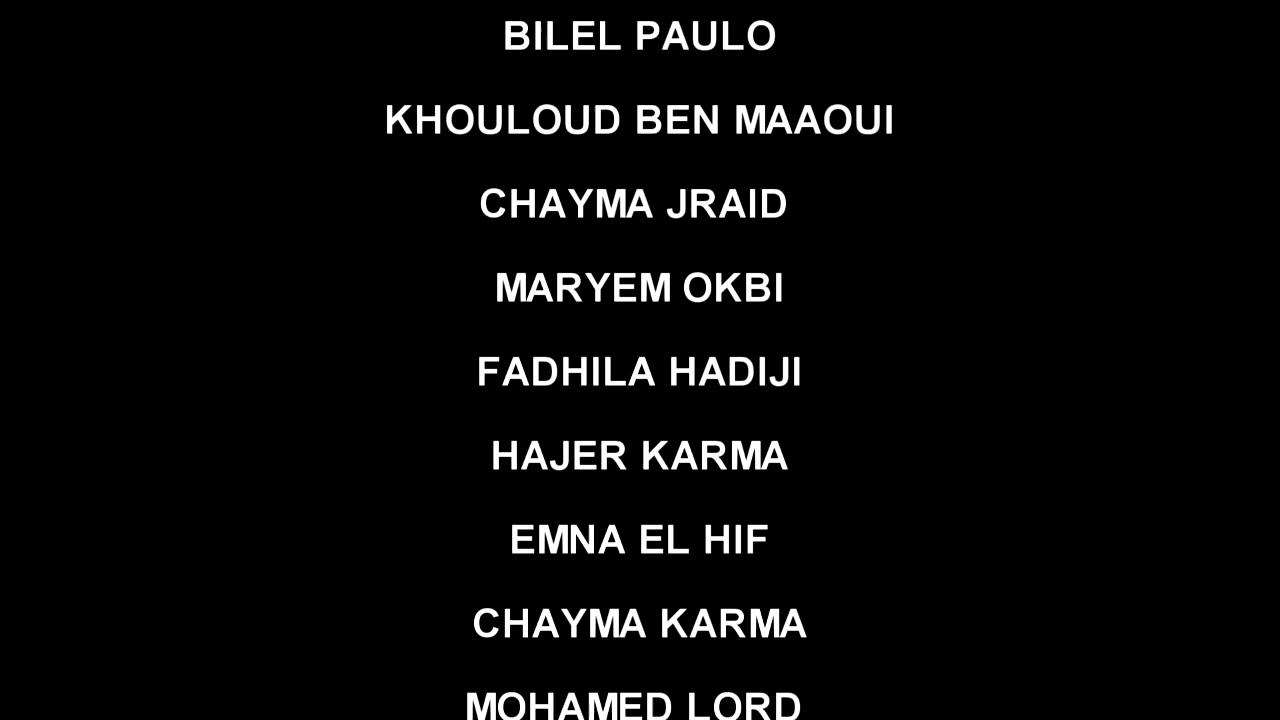 BILEL PAULO
KHOULOUD BEN MAAOUI
CHAYMA JRAID
MARYEM OKBI
FADHILA HADIJI
HAJER KARMA
EMNA EL HIF
CHAYMA KARMA
MOHAMED LORD